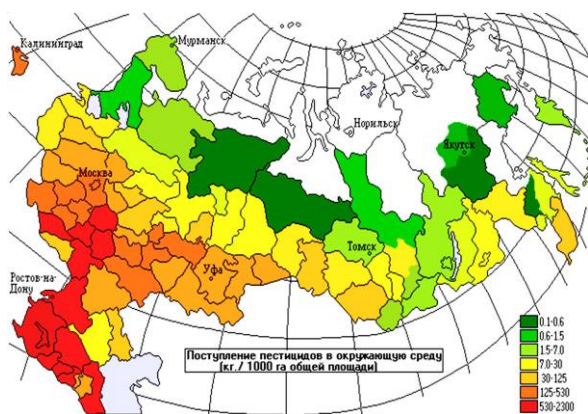 Калининград
Мурманск
Норильск
Якутск
Москва
Томск
Ростов-на-
Дону
Уфа
Поступление пестицидов в окружающую среду
(кг./ 1000 га общей площади)
0.1-0.6
0.6-1.5
1.5-7.0
7.0-30
30-125
125-530
530-2300